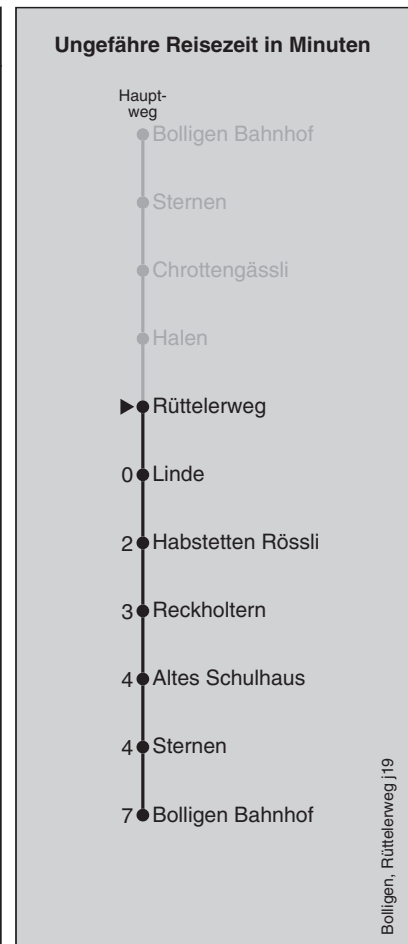 Ungefähre Reisezeit in Minuten
Haupt-
weg
Bolligen Bahnhof
Sternen
Chrottengässli
Halen
Rüttelerweg
0 Linde
2 Habstetten Rössli
3 Reckholtern
4 Altes Schulhaus
4 Sternen
7 Bolligen Bahnhof
Bolligen, Rüttelerweg j19